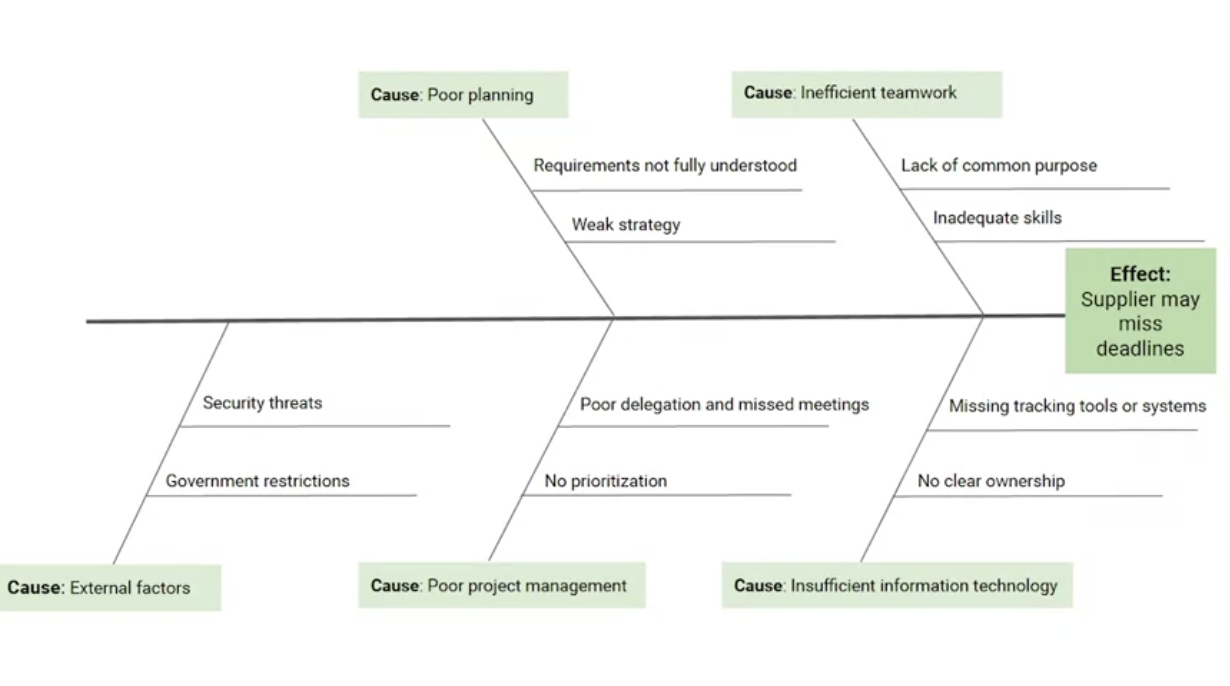 Cause: Poor planning
Cause: Inefficient teamwork
Requirements not fully understood
Lack of common purpose
Weak strategy
Inadequate skills
Effect:
Supplier may
miss
deadlines
Security threats
Poor delegation and missed meetings
Missing tracking tools or systems
Government restrictions
No prioritization
No clear ownership
Cause: External factors
Cause: Poor project management
Cause: Insufficient information technology